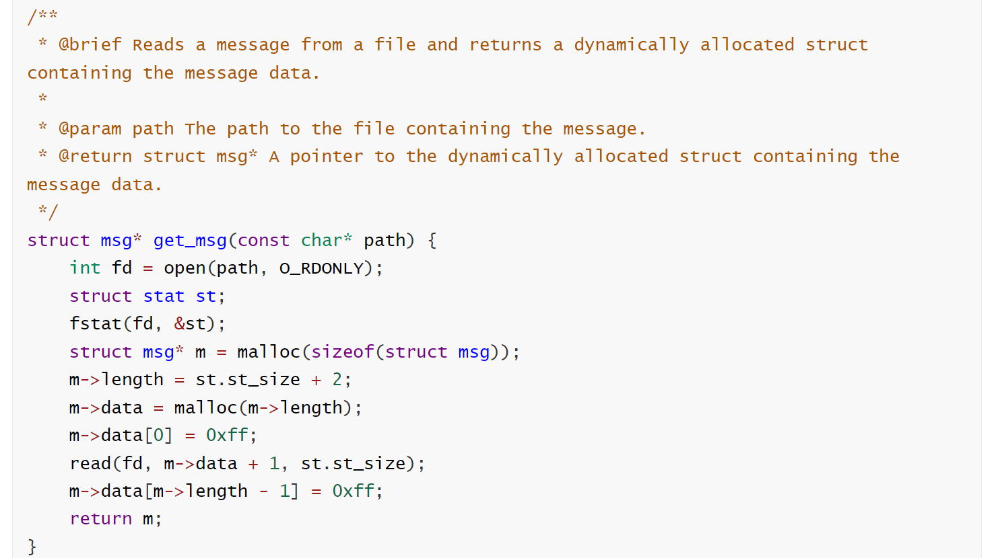 /**
 * @brief Reads a message from a file and returns a dynamically allocated struct
containing the message data.
 *
 * @param path The path to the file containing the message.
 * @return struct msg* A pointer to the dynamically allocated struct containing the
message data.
 */
struct msg* get_msg(const char* path) {
    int fd = open(path, O_RDONLY);
    struct stat st;
    fstat(fd, &st);
    struct msg* m = malloc(sizeof(struct msg));
    m->length = st.st_size + 2;
    m->data = malloc(m->length);
    m->data[0] = 0xff;
    read(fd, m->data + 1, st.st_size);
    m->data[m->length - 1] = 0xff;
    return m;
}